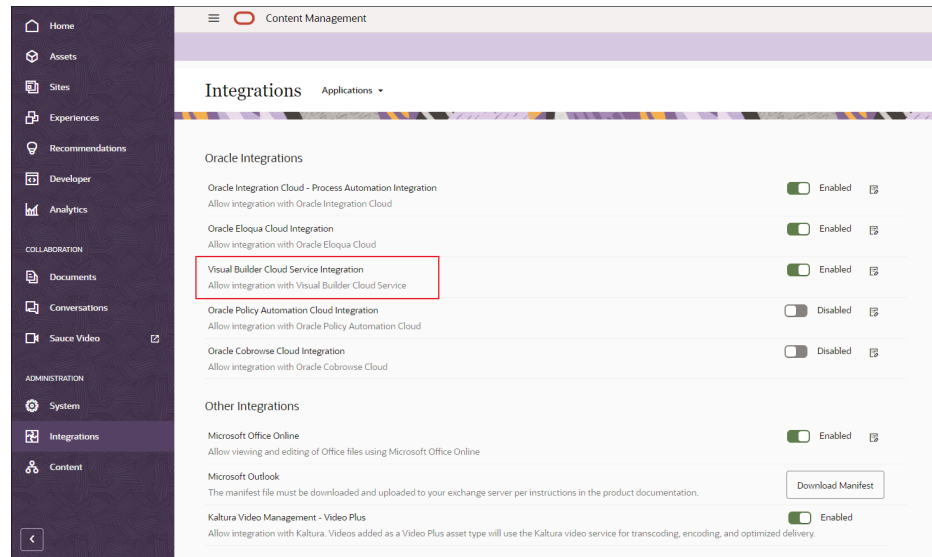 Home
Assets
Sites
Experiences
Recommendations
Developer
Analytics
COLLABORATION
Documents
Conversations
Sauce Video
ADMINISTRATION
System
Integrations
Content
Content Management
Integrations Applications
Oracle Integrations
Oracle Integration Cloud - Process Automation Integration
Allow integration with Oracle Integration Cloud
Enabled
Oracle Eloqua Cloud Integration
Allow integration with Oracle Eloqua Cloud
Enabled
Visual Builder Cloud Service Integration
Allow integration with Visual Builder Cloud Service
Enabled
Oracle Policy Automation Cloud Integration
Allow integration with Oracle Policy Automation Cloud
Disabled
Oracle Cobrowse Cloud Integration
Allow integration with Oracle Cobrowse Cloud
Disabled
Other Integrations
Microsoft Office Online
Allow viewing and editing of Office files using Microsoft Office Online
Enabled
Microsoft Outlook
The manifest file must be downloaded and uploaded to your exchange server per instructions in the product documentation.
Download Manifest
Kaltura Video Management - Video Plus
Allow integration with Kaltura. Videos added as a Video Plus asset type will use the Kaltura video service for transcoding, encoding, and optimized delivery.
Enabled